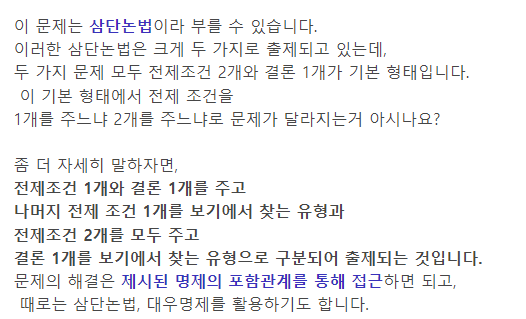 이 문제는 삼단논법이라 부를 수 있습니다.
이러한 삼단논법은 크게 두 가지로 출제되고 있는데,
두 가지 문제 모두 전제조건 2개와 결론 1개가 기본 형태입니다.
이 기본 형태에서 전제 조건을
1개를 주느냐 2개를 주느냐로 문제가 달라지는거 아시나요?
좀 더 자세히 말하자면,
전제조건 1개와 결론 1개를 주고
나머지 전제 조건 1개를 보기에서 찾는 유형과
전제조건 2개를 모두 주고
결론 1개를 보기에서 찾는 유형으로 구분되어 출제되는 것입니다.
문제의 해결은 제시된 명제의 포함관계를 통해 접근하면 되고,
때로는 삼단논법, 대우명제를 활용하기도 합니다.